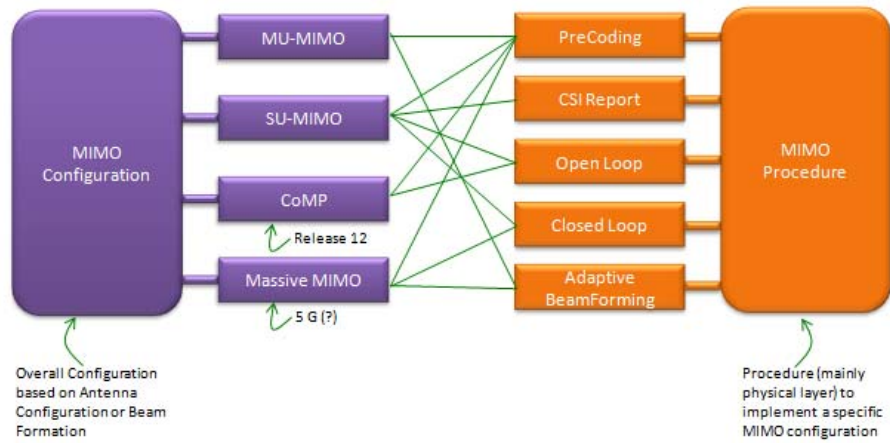 MIMO
Configuration
MU-MIMO
SU-MIMO
CoMP
Release 12
Massive MIMO
5 G (?)
PreCoding
CSI Report
Open Loop
Closed Loop
Adaptive
BeamForming
MIMO
Procedure
Overall Configuration
based on Antenna
Configuration or Beam
Formation
Procedure (mainly
physical layer) to
implement a specific
MIMO configuration